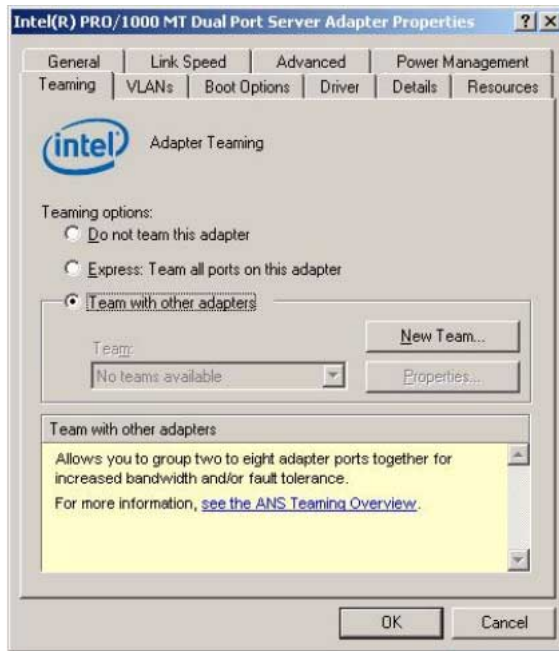 Intel(R) PRO/1000 MT Dual Port Server Adapter Properties ? X
General Link Speed Advanced Power Management
Teaming VLANs Boot Options Driver Details Resources
intel Adapter Teaming
Teaming options:
Do not team this adapter
Express: Team all ports on this adapter
Team with other adapters
New Team...
Team:
No teams available Properties...
Team with other adapters
Allows you to group two to eight adapter ports together for
increased bandwidth and/or fault tolerance.
For more information, see the ANS Teaming Overview.
OK Cancel